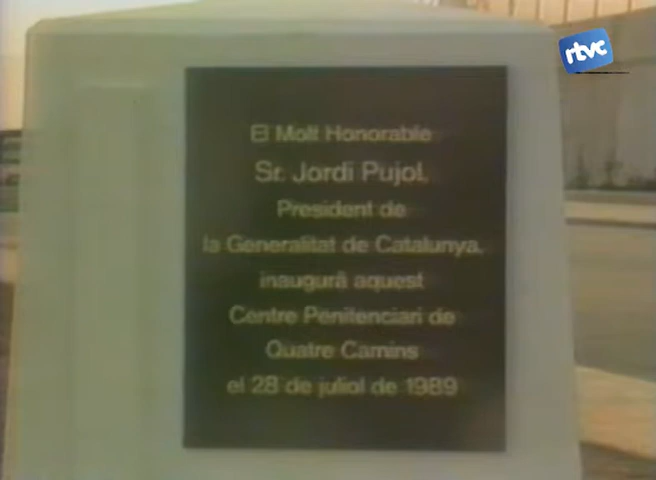 rtvc
El Molt Honorable
Sr. Jordi Pujol,
President de
la Generalitat de Catalunya,
inaugurà aquest
Centre Penitenciari de
Quatre Camins
el 28 de juliol de 1989